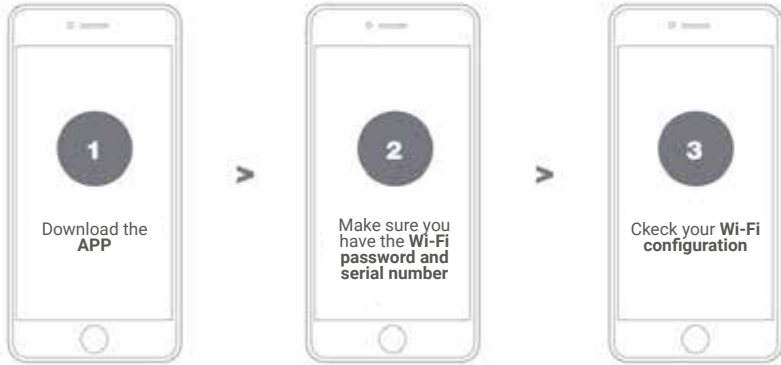 1
Download the
APP
>
2
Make sure you
have the Wi-Fi
password and
serial number
>
3
Ckeck your Wi-Fi
configuration